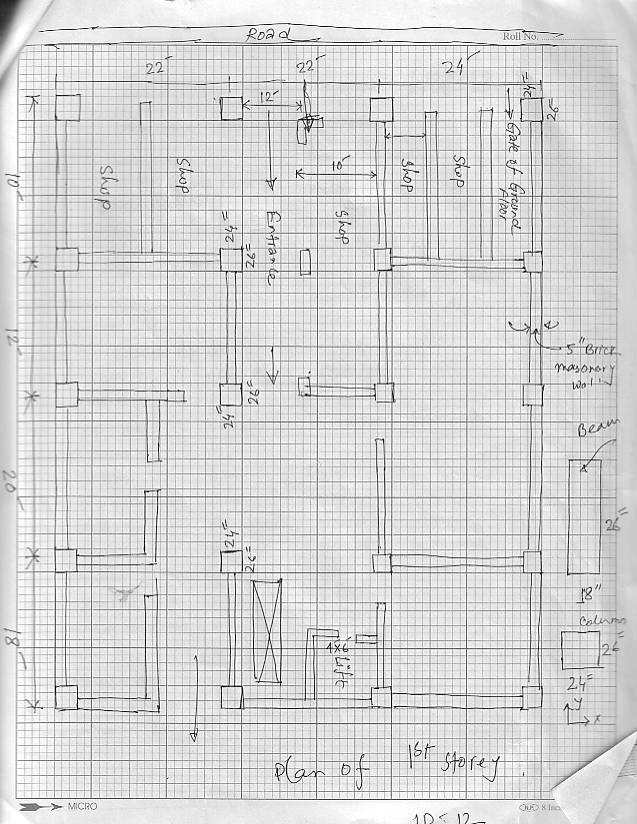 Road
Roll No.
22'
22'
24'
24"
26"
12'
10'
10'
12'
20'
18'
Shop
Shop
Entrance
Shop
Shop
Shop
Gate of Ground
Floor
24"
26"
24"
26"
24"
26"
5" Brick
masonary
wall
Beam
26"
18"
Column
26"
24"
Y
x
Lift
Plan of 1st Storey.
MICRO